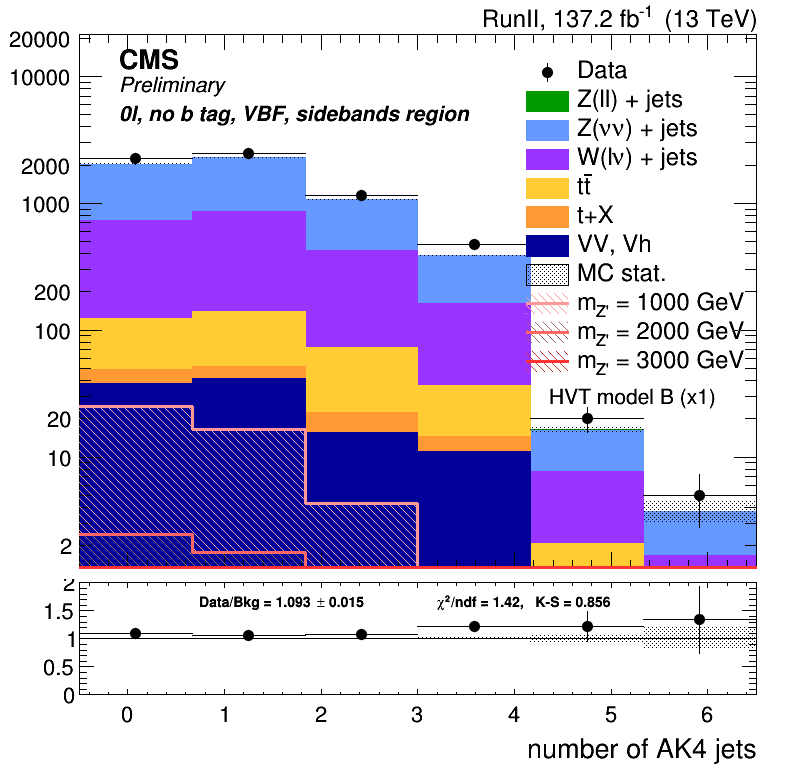 RunII, 137.2 fb⁻¹ (13 TeV)
CMS
Preliminary
0l, no b tag, VBF, sidebands region
Data
Z(ll) + jets
Z(νν) + jets
W(lν) + jets
tt̄
t+X
VV, Vh
MC stat.
m_Z' = 1000 GeV
m_Z' = 2000 GeV
m_Z' = 3000 GeV
HVT model B (x1)
20000
10000
2000
1000
200
100
20
10
2
Data/Bkg = 1.093 ± 0.015 χ²/ndf = 1.42, K-S = 0.856
2
1.5
1
0.5
0
0 1 2 3 4 5 6
number of AK4 jets